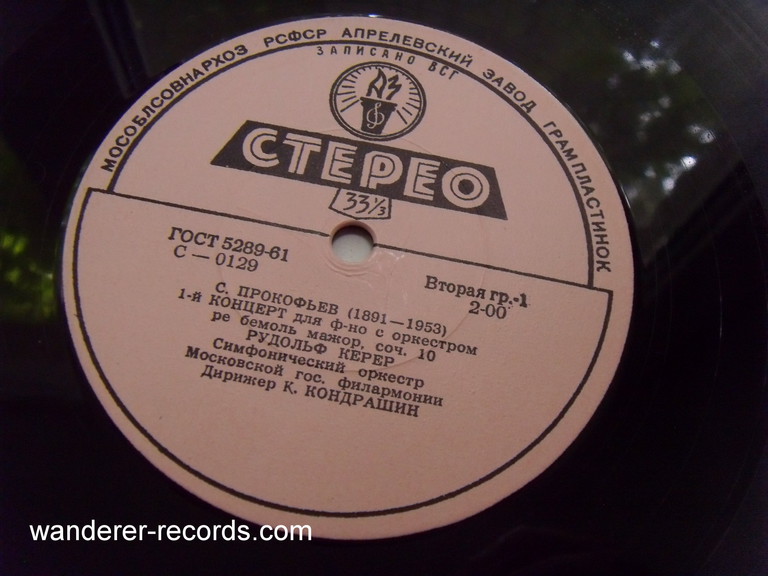 МОСОБЛСОВНАРХОЗ РСФСР АПРЕЛЕВСКИЙ ЗАВОД ГРАМПЛАСТИНОК
ЗАПИСАНО ВСГ
СТЕРЕО
33⅓
ГОСТ 5289-61
С — 0129
Вторая гр.-1
2-00
С. ПРОКОФЬЕВ (1891—1953)
1-й КОНЦЕРТ для ф-но с оркестром
ре бемоль мажор, соч. 10
РУДОЛЬФ КЕРЕР
Симфонический оркестр
Московской гос. филармонии
Дирижер К. КОНДРАШИН
wanderer-records.com